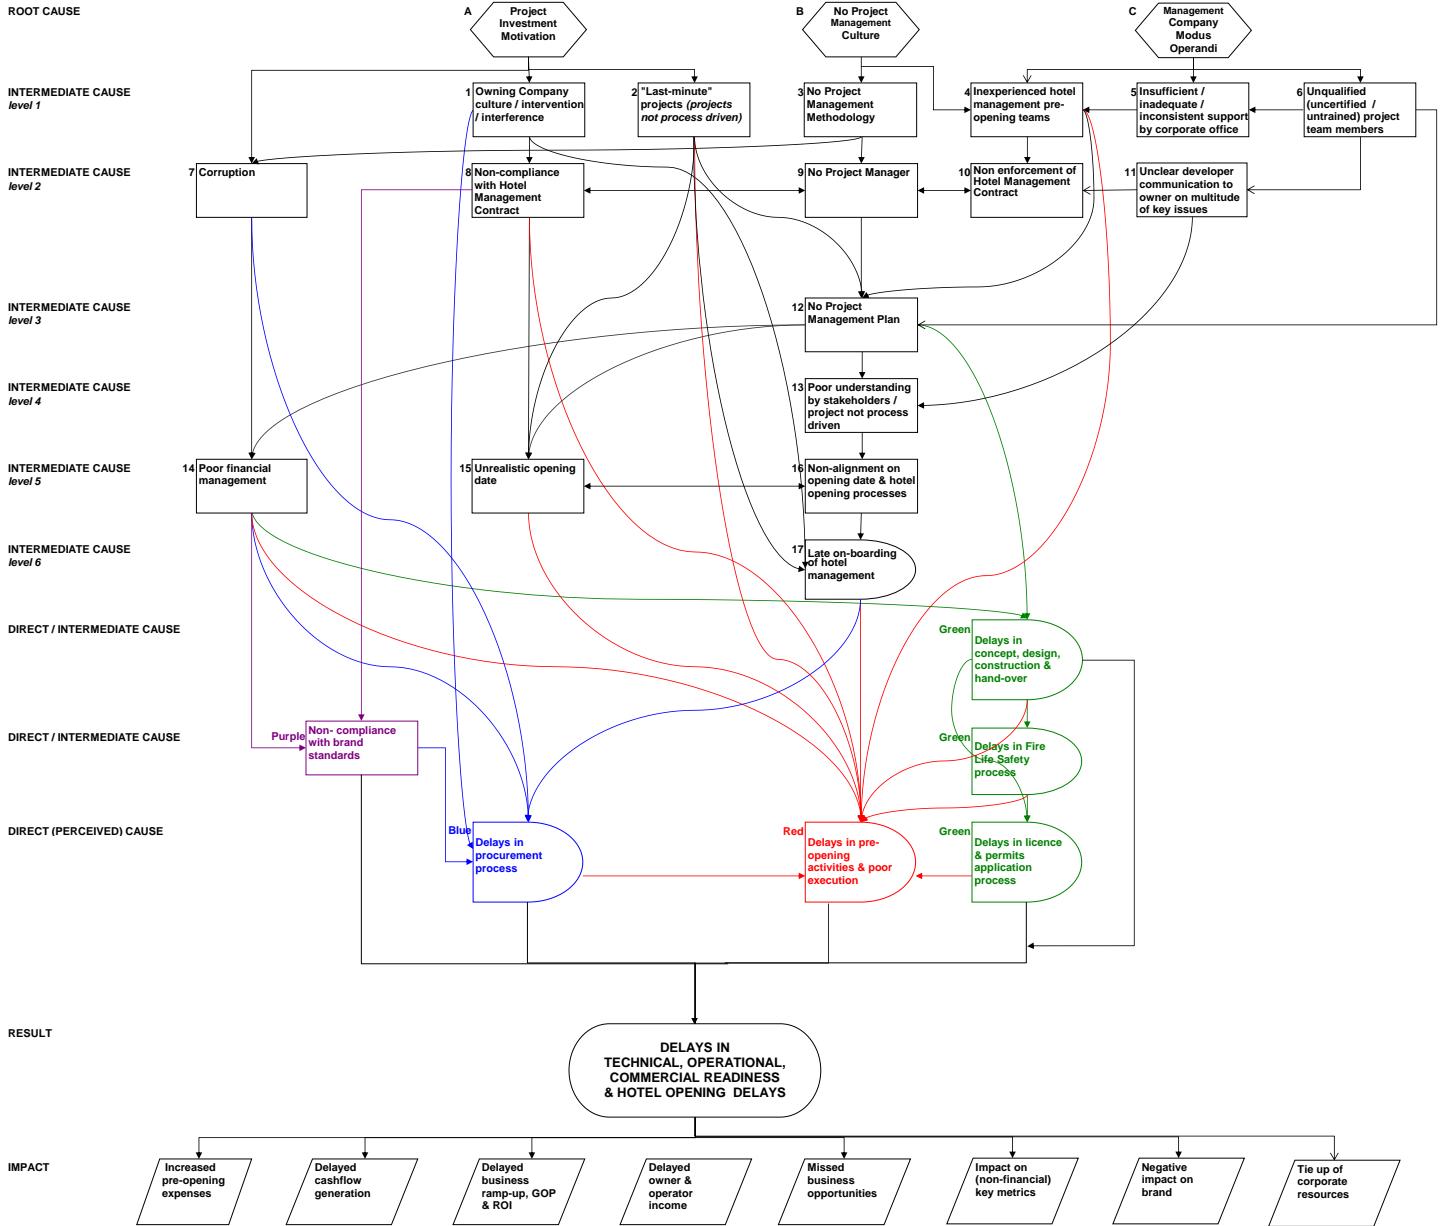 ROOT CAUSE
A
Project
Investment
Motivation
B
No Project
Management
Culture
C
Management
Company
Modus
Operandi
INTERMEDIATE CAUSE
level 1
1
Owning Company
culture / intervention
/ interference
2
"Last-minute"
projects (projects
not process driven)
3
No Project
Management
Methodology
4
Inexperienced hotel
management pre-
opening teams
5
Insufficient /
inadequate /
inconsistent support
by corporate office
6
Unqualified
(uncertified /
untrained) project
team members
INTERMEDIATE CAUSE
level 2
7
Corruption
8
Non-compliance
with Hotel
Management
Contract
9
No Project Manager
10
Non enforcement of
Hotel Management
Contract
11
Unclear developer
communication to
owner on multitude
of key issues
INTERMEDIATE CAUSE
level 3
12
No Project
Management Plan
INTERMEDIATE CAUSE
level 4
13
Poor understanding
by stakeholders /
project not process
driven
INTERMEDIATE CAUSE
level 5
14
Poor financial
management
15
Unrealistic opening
date
16
Non-alignment on
opening date & hotel
opening processes
INTERMEDIATE CAUSE
level 6
17
Late on-boarding
of hotel
management
DIRECT / INTERMEDIATE CAUSE
Green
Delays in
concept, design,
construction &
hand-over
DIRECT / INTERMEDIATE CAUSE
Purple
Non- compliance
with brand
standards
Green
Delays in Fire
Life Safety
process
DIRECT (PERCEIVED) CAUSE
Blue
Delays in
procurement
process
Red
Delays in pre-
opening
activities & poor
execution
Green
Delays in licence
& permits
application
process
RESULT
DELAYS IN
TECHNICAL, OPERATIONAL,
COMMERCIAL READINESS
& HOTEL OPENING DELAYS
IMPACT
Increased
pre-opening
expenses
Delayed
cashflow
generation
Delayed
business
ramp-up, GOP
& ROI
Delayed
owner &
operator
income
Missed
business
opportunities
Impact on
(non-financial)
key metrics
Negative
impact on
brand
Tie up of
corporate
resources